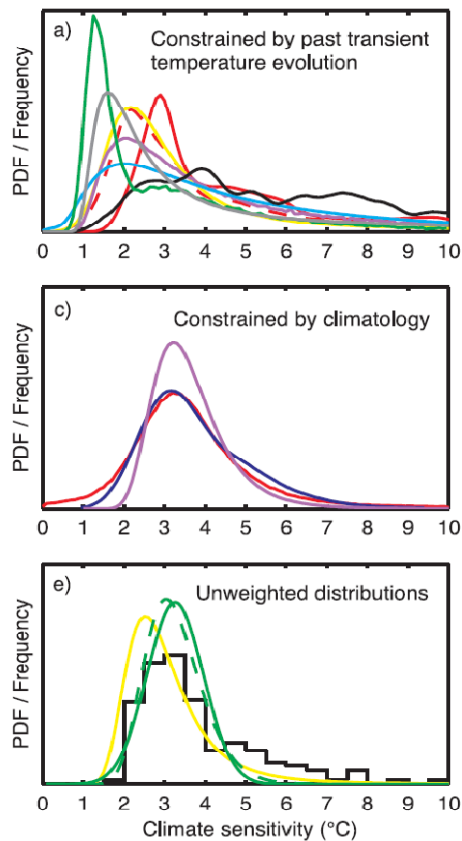 a)
Constrained by past transient
temperature evolution
PDF / Frequency
0 1 2 3 4 5 6 7 8 9 10
c)
Constrained by climatology
PDF / Frequency
0 1 2 3 4 5 6 7 8 9 10
e)
Unweighted distributions
PDF / Frequency
0 1 2 3 4 5 6 7 8 9 10
Climate sensitivity (°C)